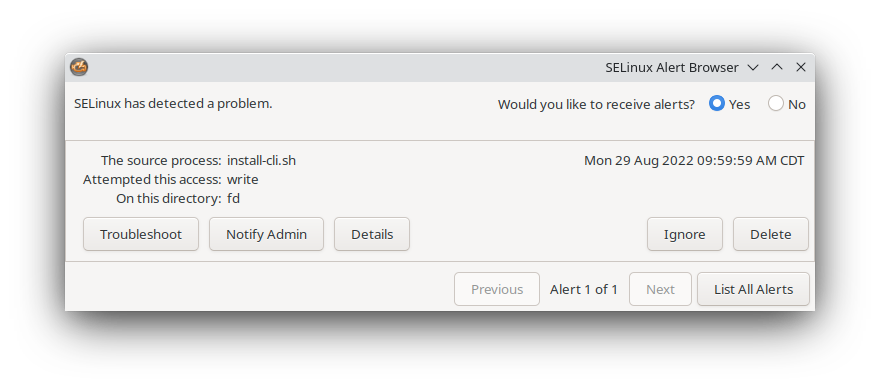 SELinux Alert Browser
SELinux has detected a problem.
Would you like to receive alerts? Yes No
The source process: install-cli.sh
Mon 29 Aug 2022 09:59:59 AM CDT
Attempted this access: write
On this directory: fd
Troubleshoot Notify Admin Details Ignore Delete
Previous Alert 1 of 1 Next List All Alerts